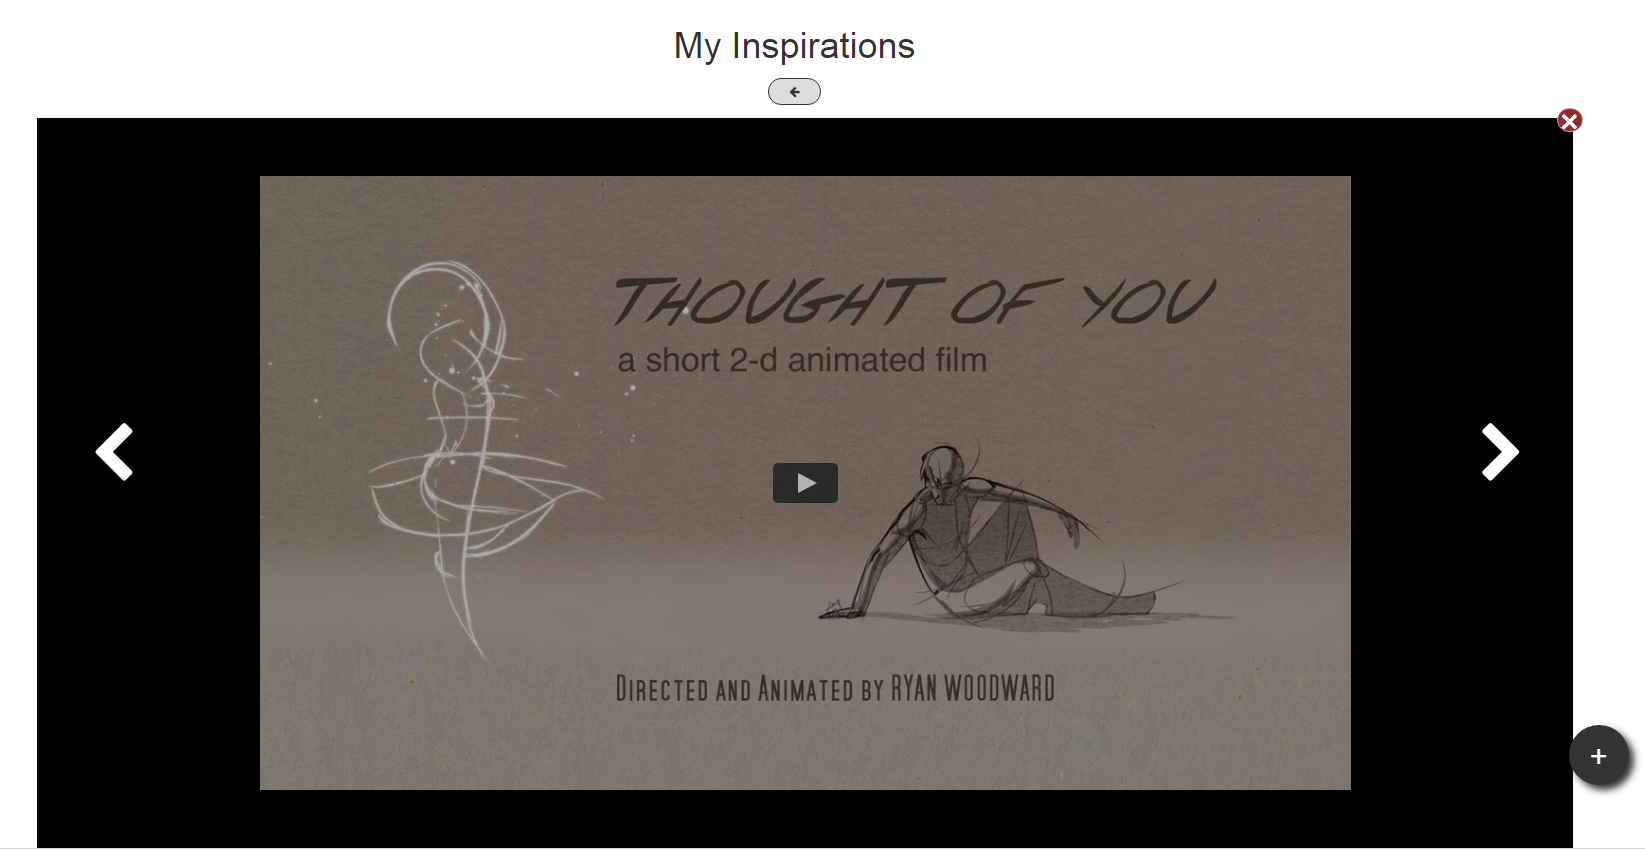 My Inspirations
THOUGHT OF YOU
a short 2-d animated film
DIRECTED AND ANIMATED BY RYAN WOODWARD
+